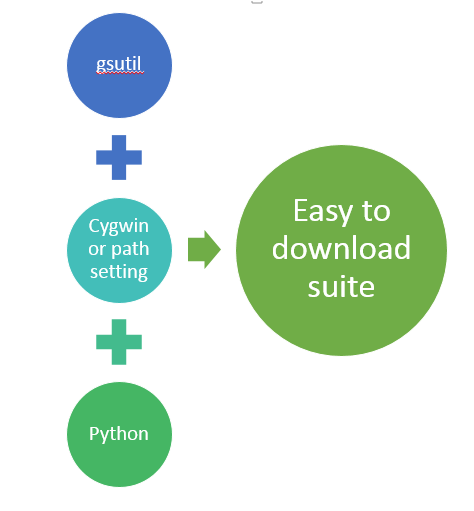 gsutil
Cygwin
or path
setting
Python
Easy to
download
suite